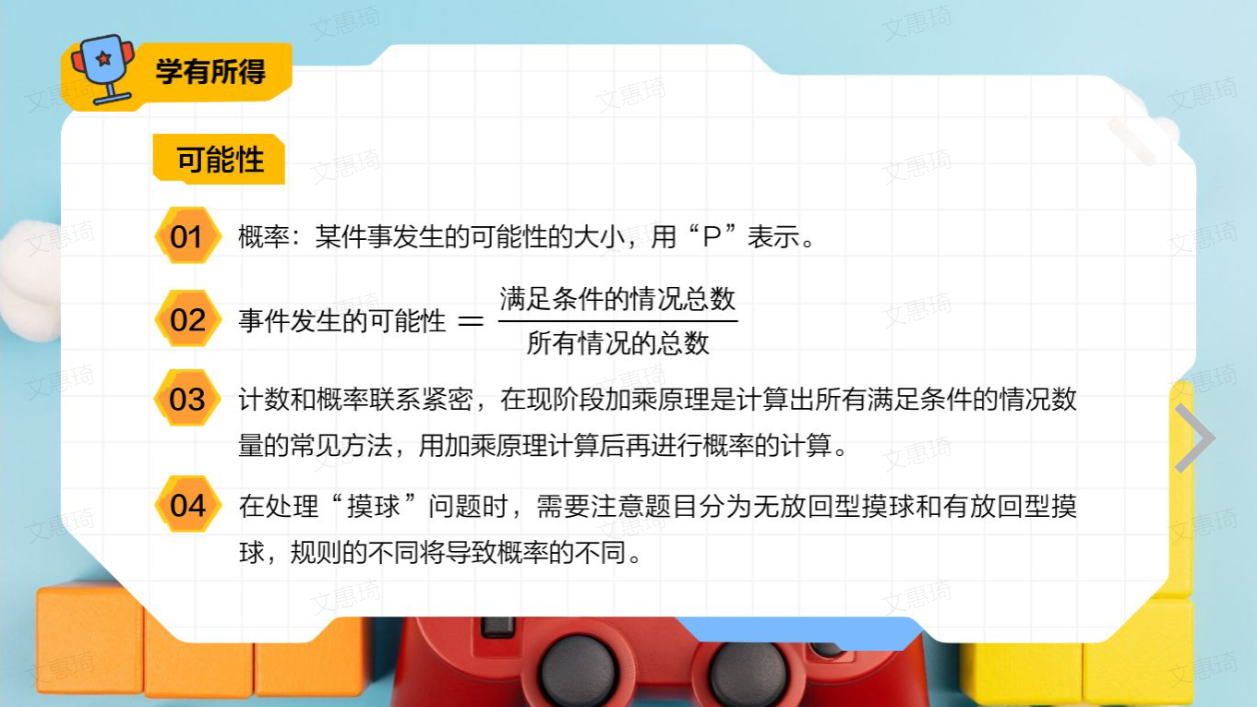 学有所得
可能性
01 概率：某件事发生的可能性的大小，用“P”表示。
02 事件发生的可能性 = 满足条件的情况总数
所有情况的总数
03 计数和概率联系紧密，在现阶段加乘原理是计算出所有满足条件的情况数
量的常见方法，用加乘原理计算后再进行概率的计算。
04 在处理“摸球”问题时，需要注意题目分为无放回型摸球和有放回型摸
球，规则的不同将导致概率的不同。
文惠琦